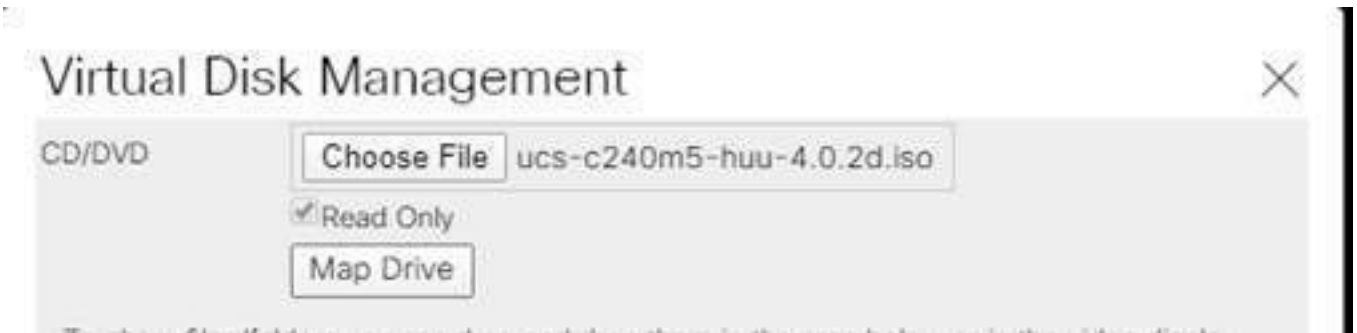 Virtual Disk Management
CD/DVD
Choose File ucs-c240m5-huu-4.0.2d.iso
Read Only
Map Drive